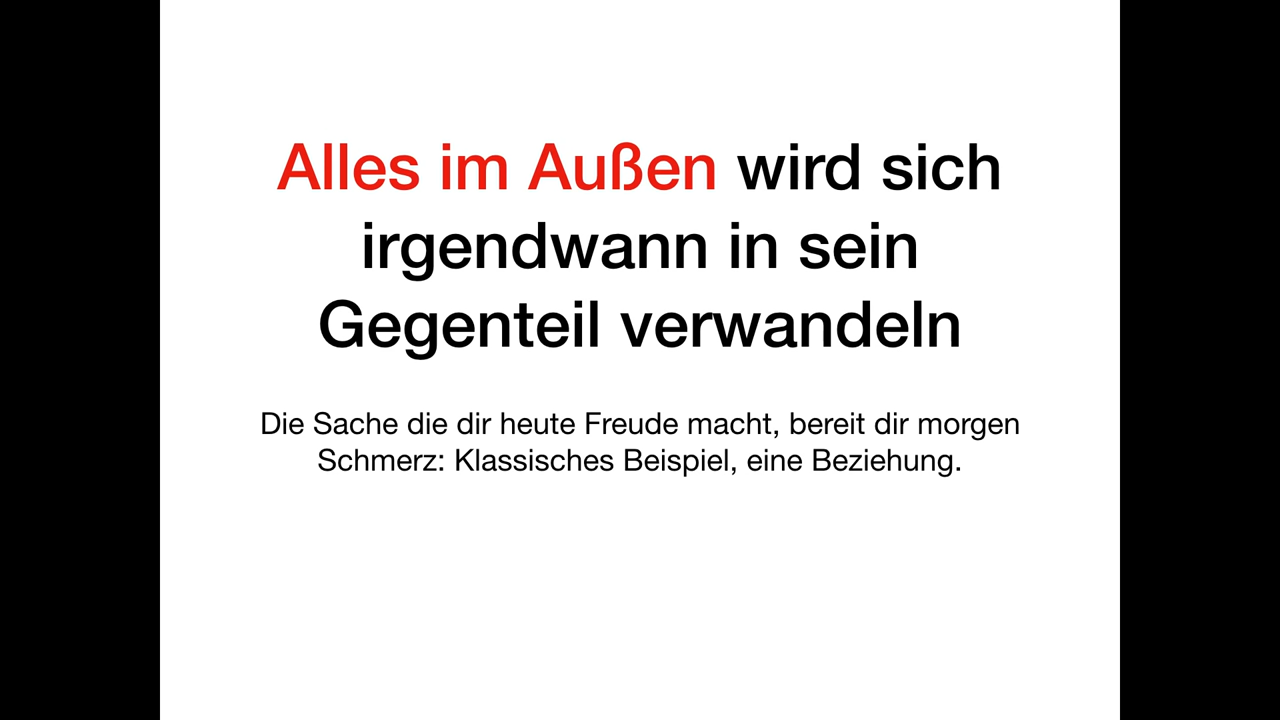 Alles im Außen wird sich
irgendwann in sein
Gegenteil verwandeln
Die Sache die dir heute Freude macht, bereit dir morgen
Schmerz: Klassisches Beispiel, eine Beziehung.